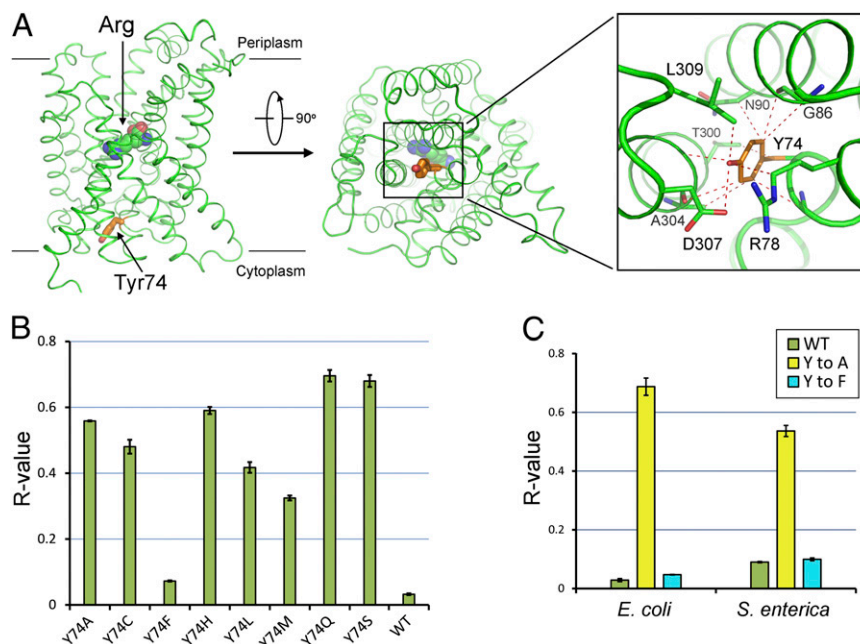 A
Arg
Periplasm
90°
Tyr74
Cytoplasm
L309
N90
G86
T300
Y74
A304
D307
R78
B
R-value
0.8
0.6
0.4
0.2
0
Y74A
Y74C
Y74F
Y74H
Y74L
Y74M
Y74Q
Y74S
WT
C
WT
Y to A
Y to F
R-value
0.8
0.6
0.4
0.2
0
E. coli
S. enterica